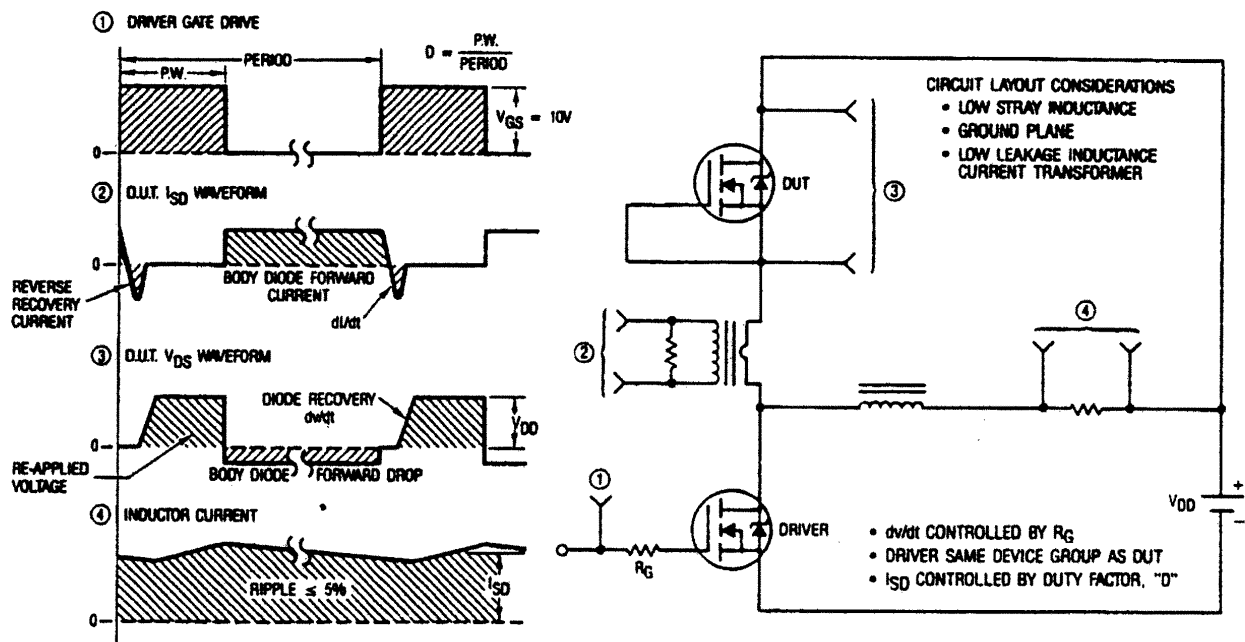 ① DRIVER GATE DRIVE
PERIOD
P.W.
D = P.W.
PERIOD
V_GS = 10V
0
② D.U.T. I_SD WAVEFORM
0
BODY DIODE FORWARD
CURRENT
REVERSE
RECOVERY
CURRENT
di/dt
③ D.U.T. V_DS WAVEFORM
DIODE RECOVERY
dv/dt
V_DD
0
RE-APPLIED
VOLTAGE
BODY DIODE FORWARD DROP
④ INDUCTOR CURRENT
RIPPLE ≤ 5%
I_SD
0
CIRCUIT LAYOUT CONSIDERATIONS
• LOW STRAY INDUCTANCE
• GROUND PLANE
• LOW LEAKAGE INDUCTANCE
CURRENT TRANSFORMER
DUT
③
②
④
①
R_G
DRIVER
V_DD
+
−
• dv/dt CONTROLLED BY R_G
• DRIVER SAME DEVICE GROUP AS DUT
• I_SD CONTROLLED BY DUTY FACTOR, "D"